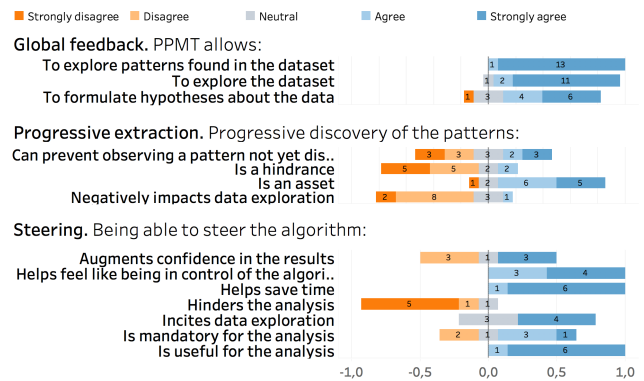 Strongly disagree Disagree Neutral Agree Strongly agree
Global feedback. PPMT allows:
To explore patterns found in the dataset 1 13
To explore the dataset 1 2 11
To formulate hypotheses about the data 1 3 4 6
Progressive extraction. Progressive discovery of the patterns:
Can prevent observing a pattern not yet dis.. 3 3 3 2 3
Is a hindrance 5 5 2 2
Is an asset 1 2 6 5
Negatively impacts data exploration 2 8 3 1
Steering. Being able to steer the algorithm:
Augments confidence in the results 3 1 3
Helps feel like being in control of the algori.. 3 4
Helps save time 1 6
Hinders the analysis 5 1 1
Incites data exploration 3 4
Is mandatory for the analysis 2 1 3 1
Is useful for the analysis 1 6
-1,0 -0,5 0,0 0,5 1,0